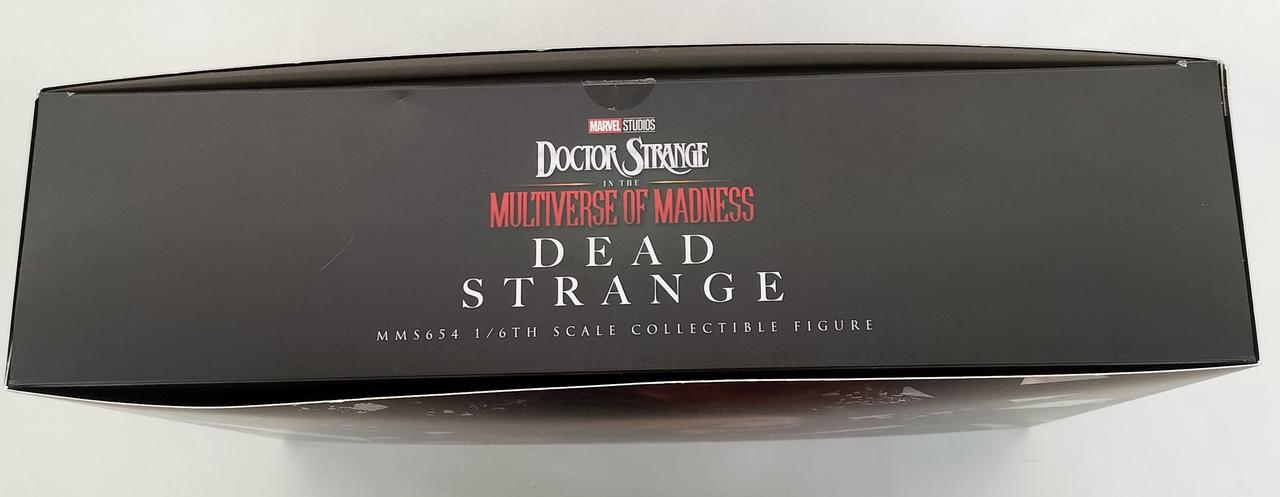 MARVEL STUDIOS
DOCTOR STRANGE
IN THE
MULTIVERSE OF MADNESS
DEAD
STRANGE
MMS654 1/6TH SCALE COLLECTIBLE FIGURE